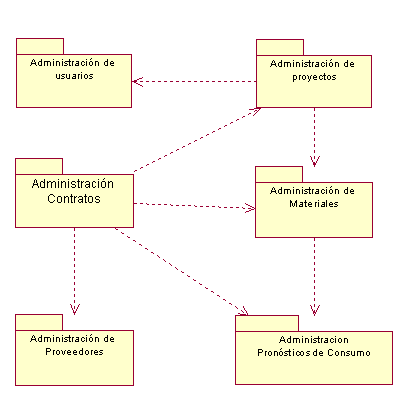 Administración de
usuarios
Administración de
proyectos
Administración
Contratos
Administración de
Materiales
Administración de
Proveedores
Administracion
Pronósticos de Consumo